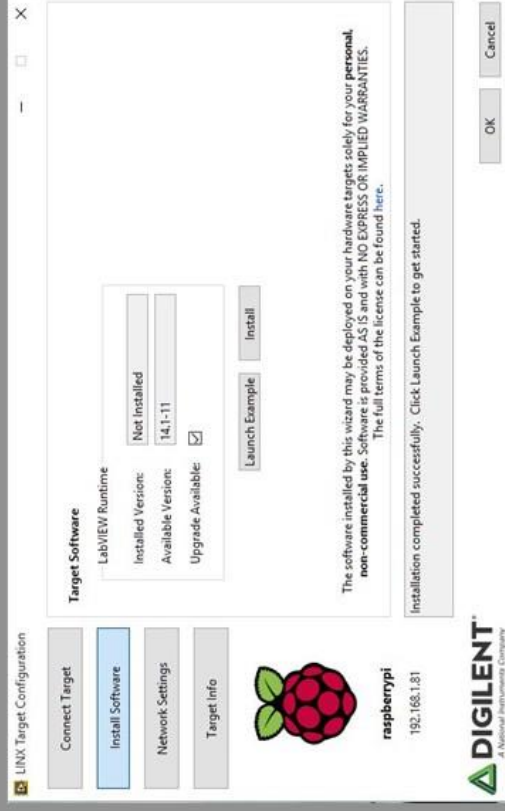 LINX Target Configuration
Connect Target
Install Software
Network Settings
Target Info
raspberrypi
192.168.1.81
DIGILENT
A National Instruments Company
Target Software
LabVIEW Runtime
Installed Version: Not Installed
Available Version: 14.1-11
Upgrade Available:
Launch Example Install
The software installed by this wizard may be deployed on your hardware targets solely for your personal,
non-commercial use. Software is provided AS IS and with NO EXPRESS OR IMPLIED WARRANTIES.
The full terms of the license can be found here.
Installation completed successfully. Click Launch Example to get started.
OK Cancel